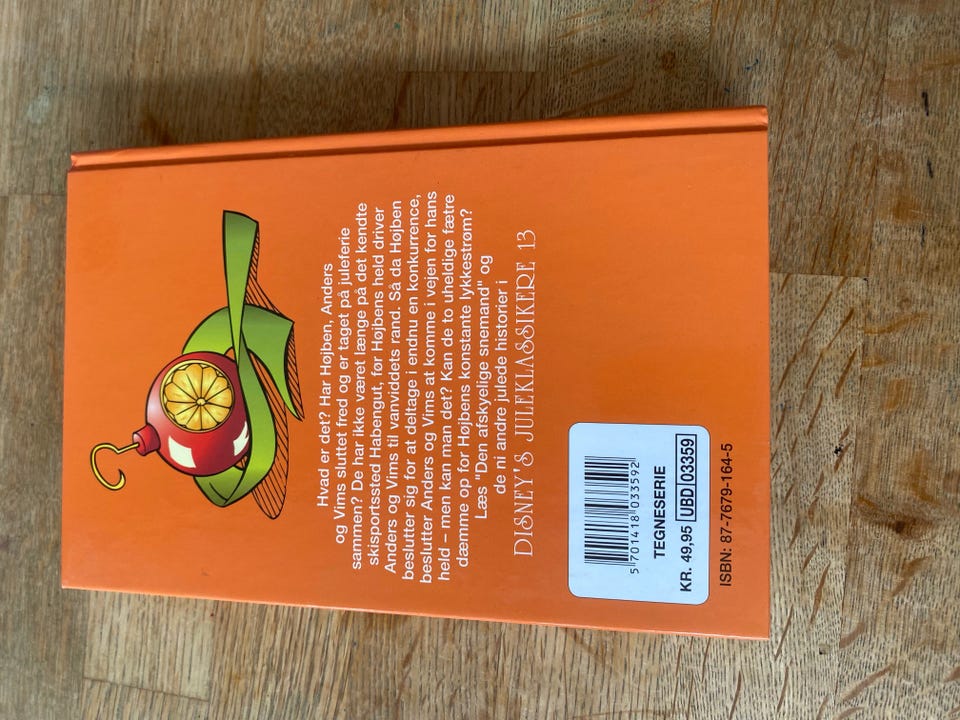 Hvad er det? Har Højben, Anders
og Vims sluttet fred og er taget på juleferie
sammen? De har ikke været længe på det kendte
skisportssted Habengut, før Højbens held driver
Anders og Vims til vanviddets rand. Så da Højben
beslutter sig for at deltage i endnu en konkurrence,
beslutter Anders og Vims at komme i vejen for hans
held – men kan man det? Kan de to uheldige fætre
dæmme op for Højbens konstante lykkestrøm?
Læs "Den afskyelige snemand" og
de ni andre julede historier i
DISNEY'S JULEKLASSIKERE 13
5 701418 033592
TEGNESERIE
KR. 49,95 UBD 03359
ISBN: 87-7679-164-5